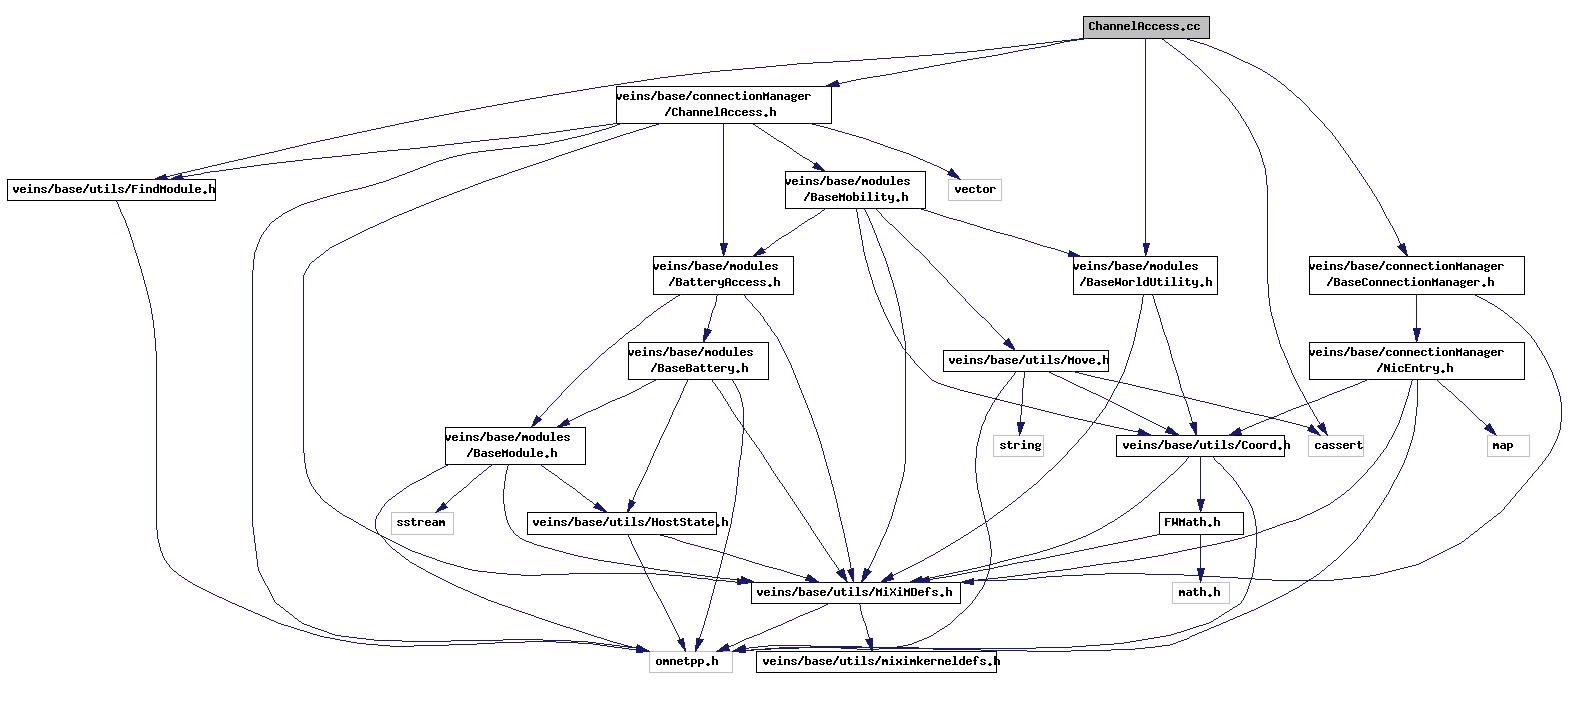 ChannelAccess.cc
veins/base/connectionManager
/ChannelAccess.h
veins/base/utils/FindModule.h
veins/base/modules
/BaseMobility.h
vector
veins/base/modules
/BatteryAccess.h
veins/base/modules
/BaseWorldUtility.h
veins/base/connectionManager
/BaseConnectionManager.h
veins/base/modules
/BaseBattery.h
veins/base/utils/Move.h
veins/base/connectionManager
/NicEntry.h
veins/base/modules
/BaseModule.h
string
veins/base/utils/Coord.h
cassert
map
sstream
veins/base/utils/HostState.h
FWMath.h
veins/base/utils/MiXiMDefs.h
math.h
omnetpp.h
veins/base/utils/miximkerneldefs.h